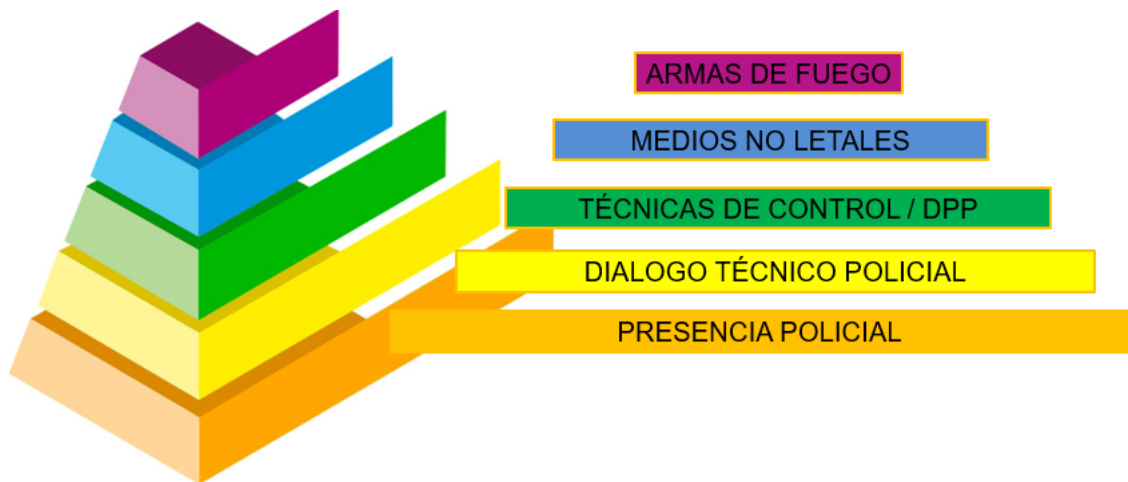 ARMAS DE FUEGO
MEDIOS NO LETALES
TÉCNICAS DE CONTROL / DPP
DIALOGO TÉCNICO POLICIAL
PRESENCIA POLICIAL